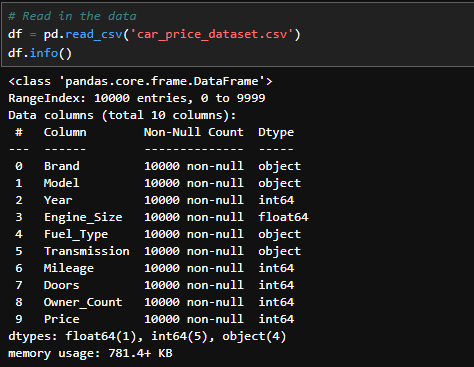 # Read in the data
df = pd.read_csv('car_price_dataset.csv')
df.info()
<class 'pandas.core.frame.DataFrame'>
RangeIndex: 10000 entries, 0 to 9999
Data columns (total 10 columns):
 #   Column        Non-Null Count  Dtype
---  ------        --------------  -----
 0   Brand         10000 non-null  object
 1   Model         10000 non-null  object
 2   Year          10000 non-null  int64
 3   Engine_Size   10000 non-null  float64
 4   Fuel_Type     10000 non-null  object
 5   Transmission  10000 non-null  object
 6   Mileage       10000 non-null  int64
 7   Doors         10000 non-null  int64
 8   Owner_Count   10000 non-null  int64
 9   Price         10000 non-null  int64
dtypes: float64(1), int64(5), object(4)
memory usage: 781.4+ KB